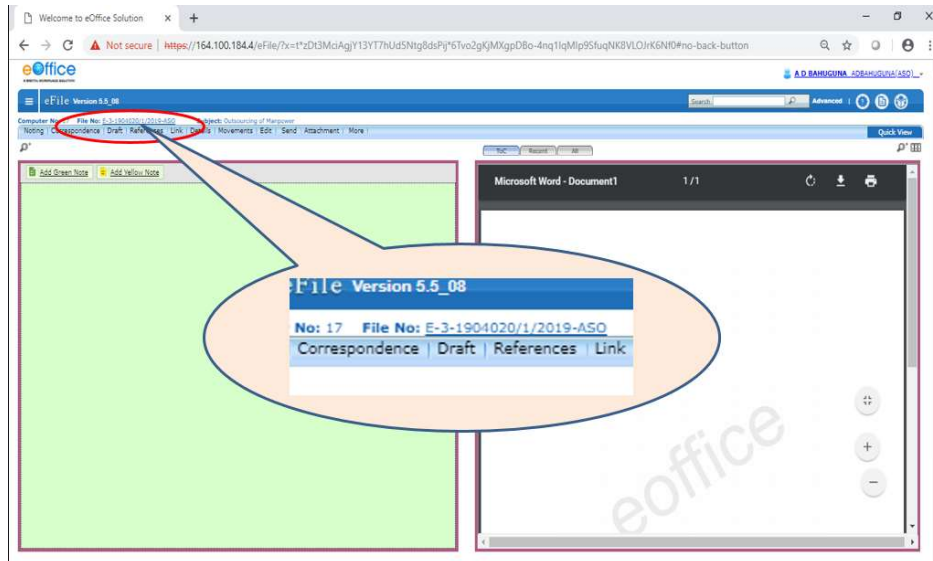 Welcome to eOffice Solution
Not secure | https://164.100.184.4/eFile/?x=t*zDt3MciAgjY13YT7hUd5Ntg8dsPij*6Tvo2gKjMXgpD8o-4nq1IqMlp9SfuqNK8VLOJrK6Nf0#no-back-button
eOffice
A D BAHUGUNA ADBAHUGUNA(ASO)
eFile Version 5.5_08
Search
Advanced
Computer No: 17 File No: E-3-1904020/1/2019-ASO Subject: Outsourcing of Manpower
Noting | Correspondence | Draft | References | Link | Details | Movements | Edit | Send | Attachment | More |
Quick View
ToC Recent All
Add Green Note Add Yellow Note
Microsoft Word - Document1 1 / 1
eFile Version 5.5_08
No: 17 File No: E-3-1904020/1/2019-ASO
Correspondence | Draft | References | Link
eoffice